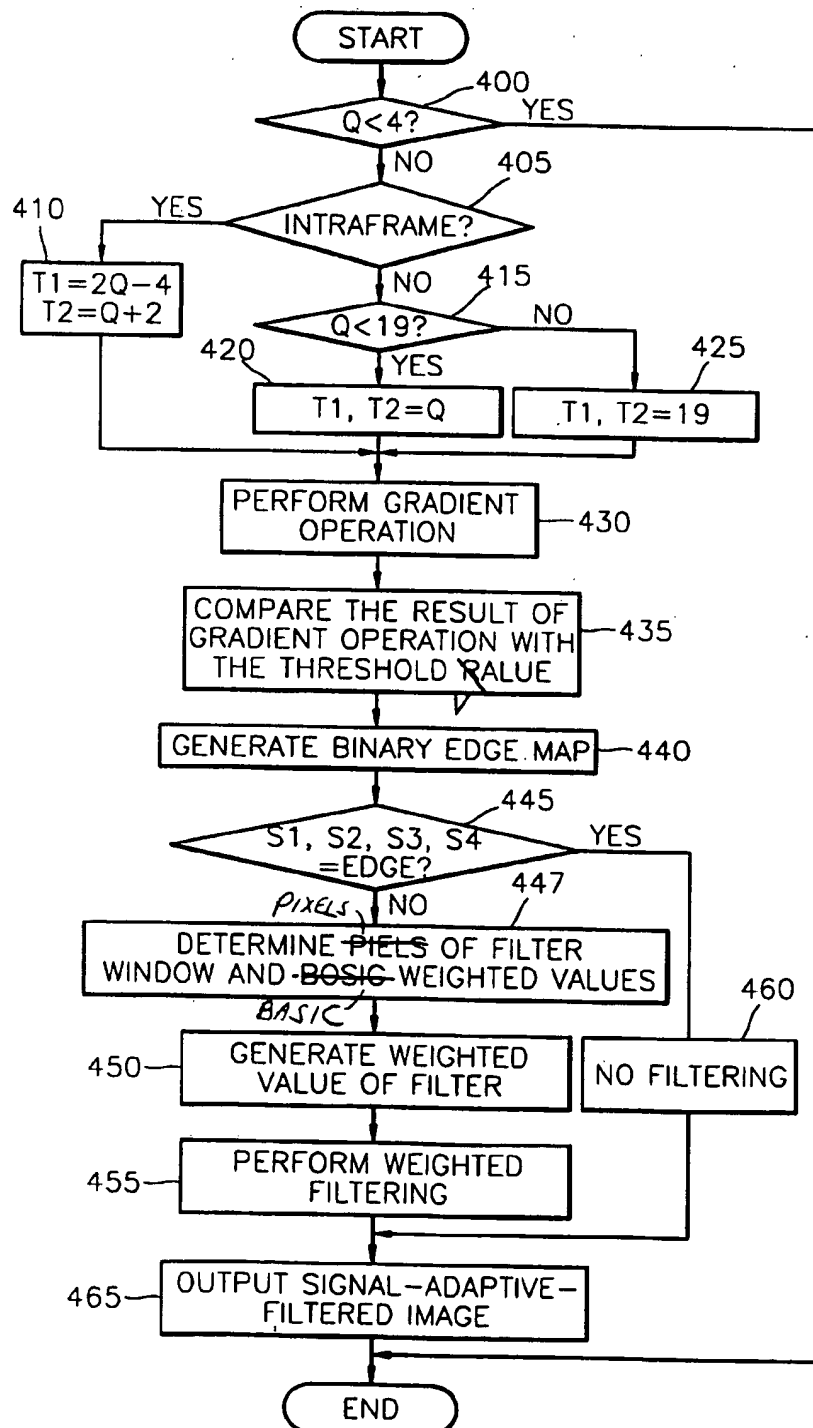 START
400
Q<4?
YES
NO
405
INTRAFRAME?
YES
410
T1=2Q-4
T2=Q+2
NO
415
Q<19?
NO
420
YES
425
T1, T2=Q
T1, T2=19
PERFORM GRADIENT
OPERATION
430
COMPARE THE RESULT OF
GRADIENT OPERATION WITH
THE THRESHOLD RALUE
V
435
GENERATE BINARY EDGE MAP
440
445
S1, S2, S3, S4
=EDGE?
YES
PIXELS
NO
447
DETERMINE PIELS OF FILTER
WINDOW AND BOSIG WEIGHTED VALUES
BASIC
460
450
GENERATE WEIGHTED
VALUE OF FILTER
NO FILTERING
455
PERFORM WEIGHTED
FILTERING
465
OUTPUT SIGNAL-ADAPTIVE-
FILTERED IMAGE
END